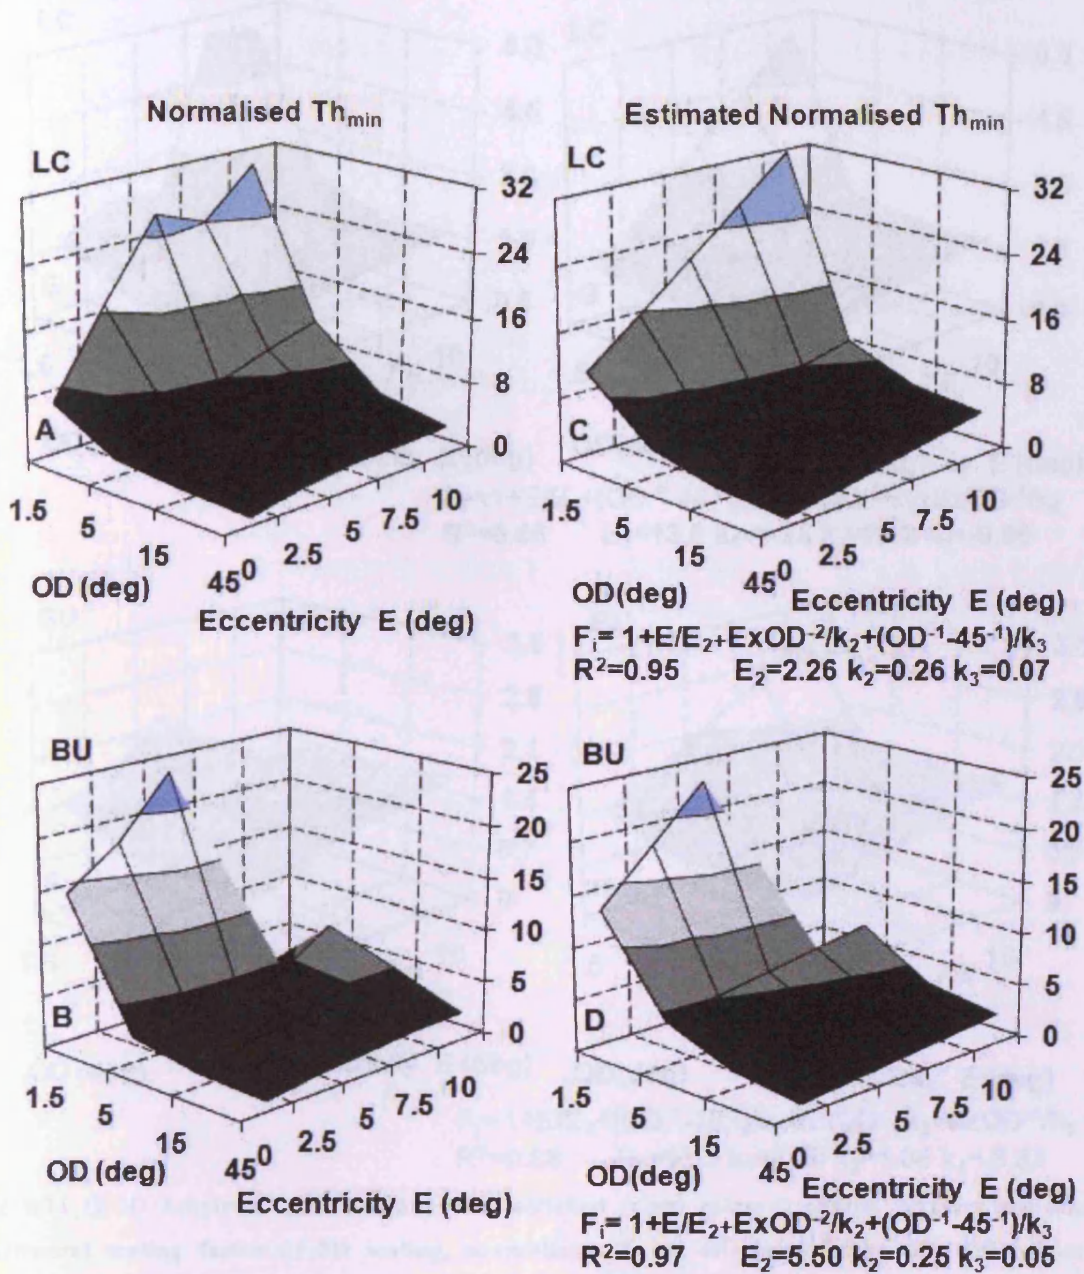 Normalised Th_min
Estimated Normalised Th_min
LC
32
24
16
8
0
A
1.5
5
15
45
0
2.5
5
7.5
10
OD (deg)
Eccentricity E (deg)
LC
32
24
16
8
0
C
1.5
5
15
45
0
2.5
5
7.5
10
OD(deg)
Eccentricity E (deg)
F_i= 1+E/E_2+ExOD^-2/k_2+(OD^-1-45^-1)/k_3
R^2=0.95 E_2=2.26 k_2=0.26 k_3=0.07
BU
25
20
15
10
5
0
B
1.5
5
15
45
0
2.5
5
7.5
10
OD (deg)
Eccentricity E (deg)
BU
25
20
15
10
5
0
D
1.5
5
15
45
0
2.5
5
7.5
10
OD(deg)
Eccentricity E (deg)
F_i= 1+E/E_2+ExOD^-2/k_2+(OD^-1-45^-1)/k_3
R^2=0.97 E_2=5.50 k_2=0.25 k_3=0.05